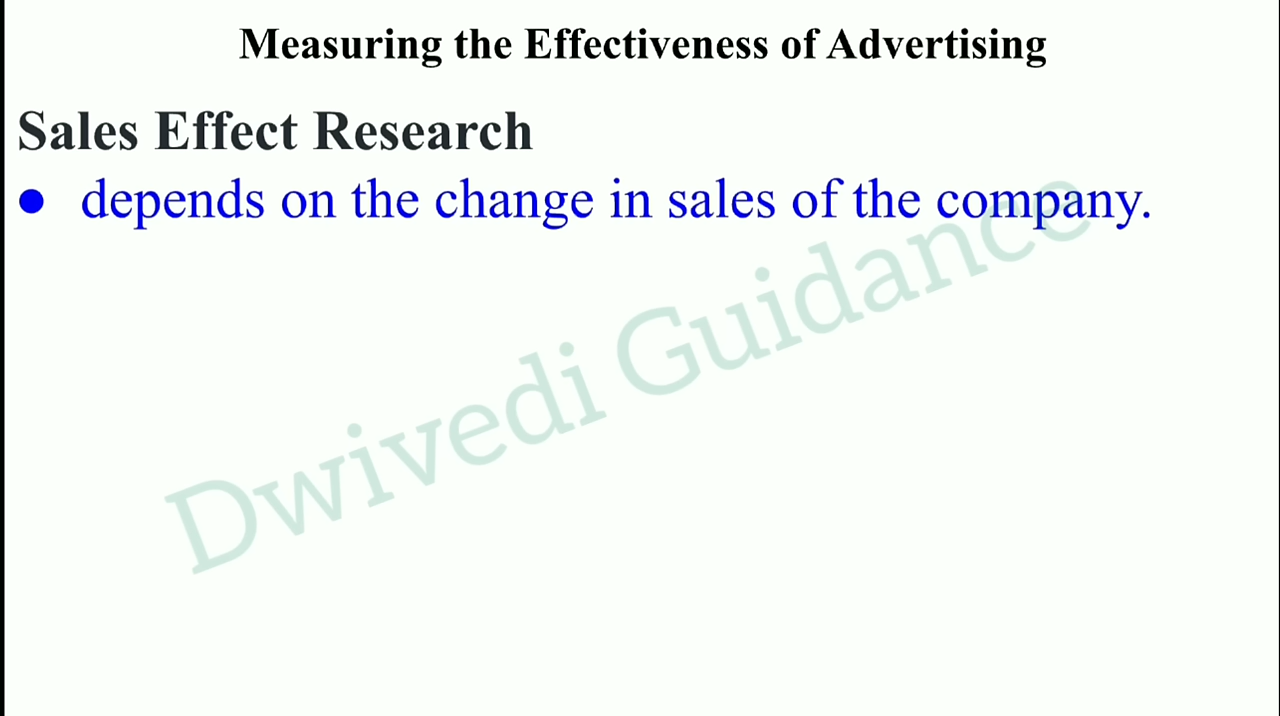 Measuring the Effectiveness of Advertising
Sales Effect Research
● depends on the change in sales of the company.
Dwivedi Guidance